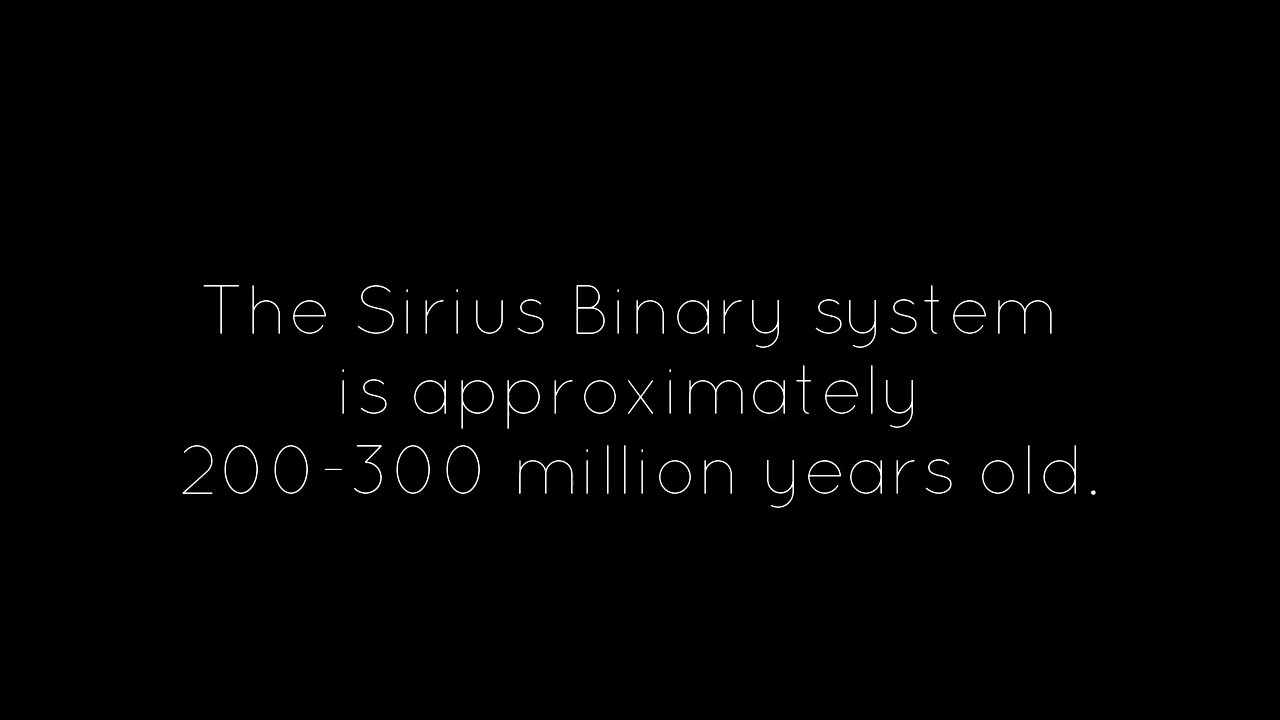 The Sirius Binary system
is approximately
200-300 million years old.